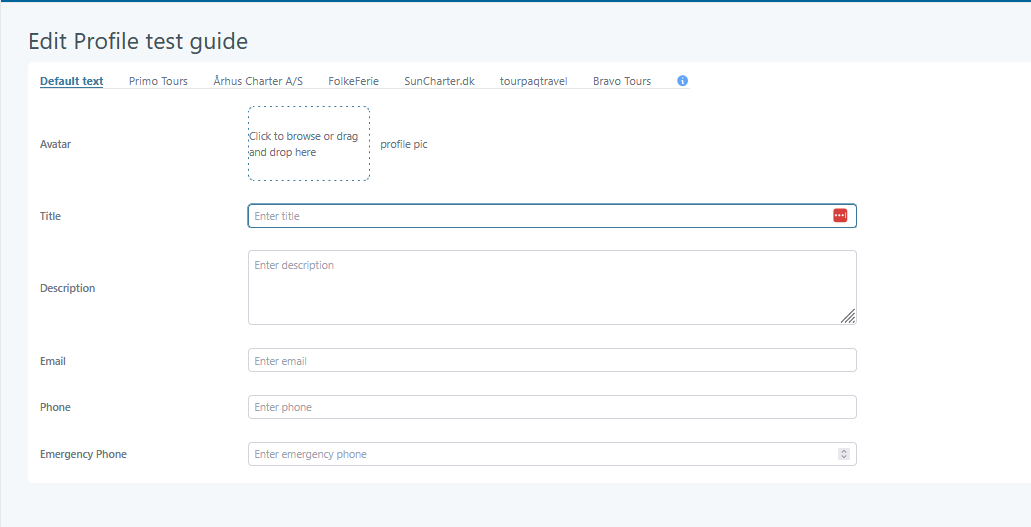 Edit Profile test guide
Default text Primo Tours Århus Charter A/S FolkeFerie SunCharter.dk tourpaqtravel Bravo Tours
Avatar
Click to browse or drag
and drop here
profile pic
Title
Enter title
Description
Enter description
Email
Enter email
Phone
Enter phone
Emergency Phone
Enter emergency phone